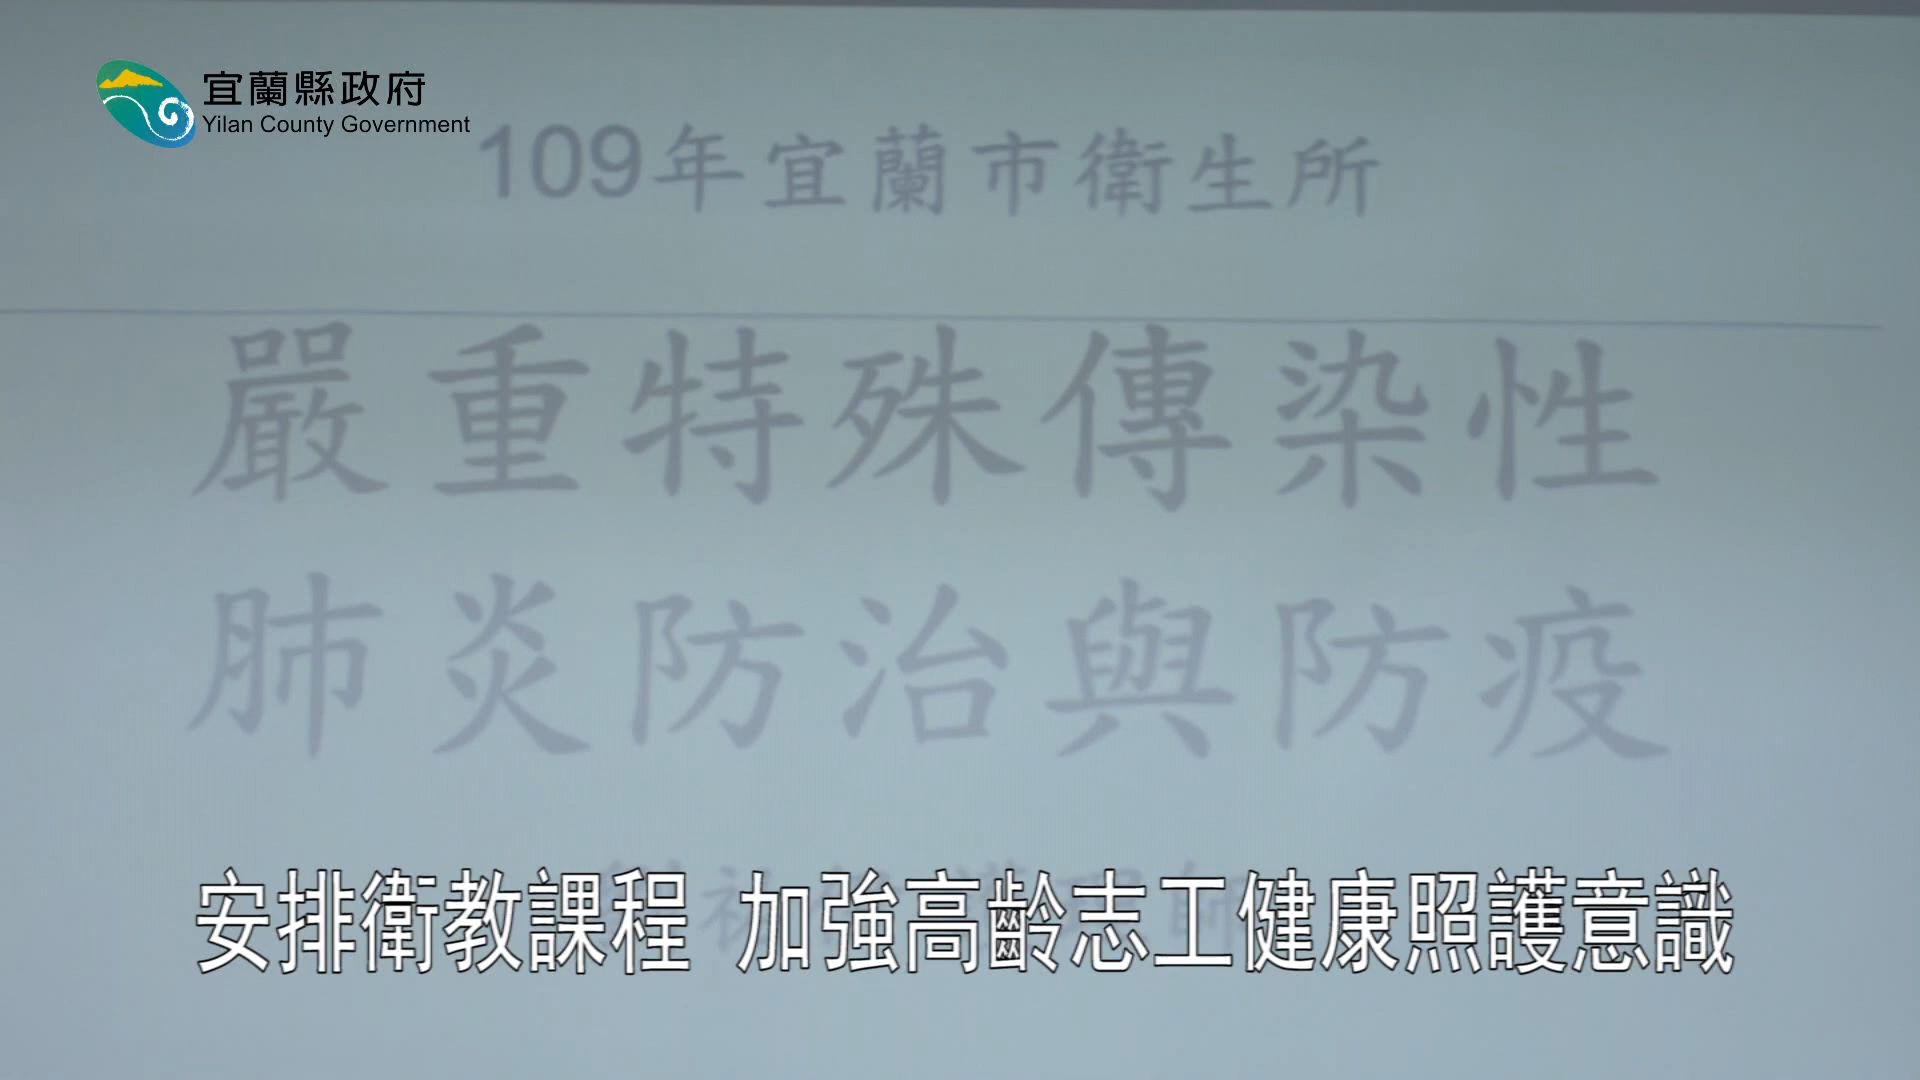 宜蘭縣政府
Yilan County Government
109年宜蘭市衛生所
嚴重特殊傳染性
肺炎防治與防疫
安排衛教課程 加強高齡志工健康照護意識